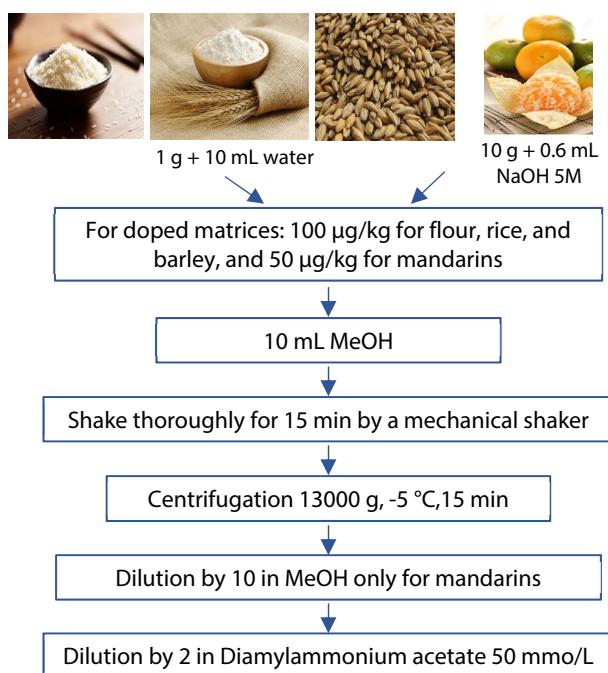 1 g + 10 mL water
10 g + 0.6 mL
NaOH 5M
For doped matrices: 100 µg/kg for flour, rice, and
barley, and 50 µg/kg for mandarins
10 mL MeOH
Shake thoroughly for 15 min by a mechanical shaker
Centrifugation 13000 g, -5 °C,15 min
Dilution by 10 in MeOH only for mandarins
Dilution by 2 in Diamylammonium acetate 50 mmo/L